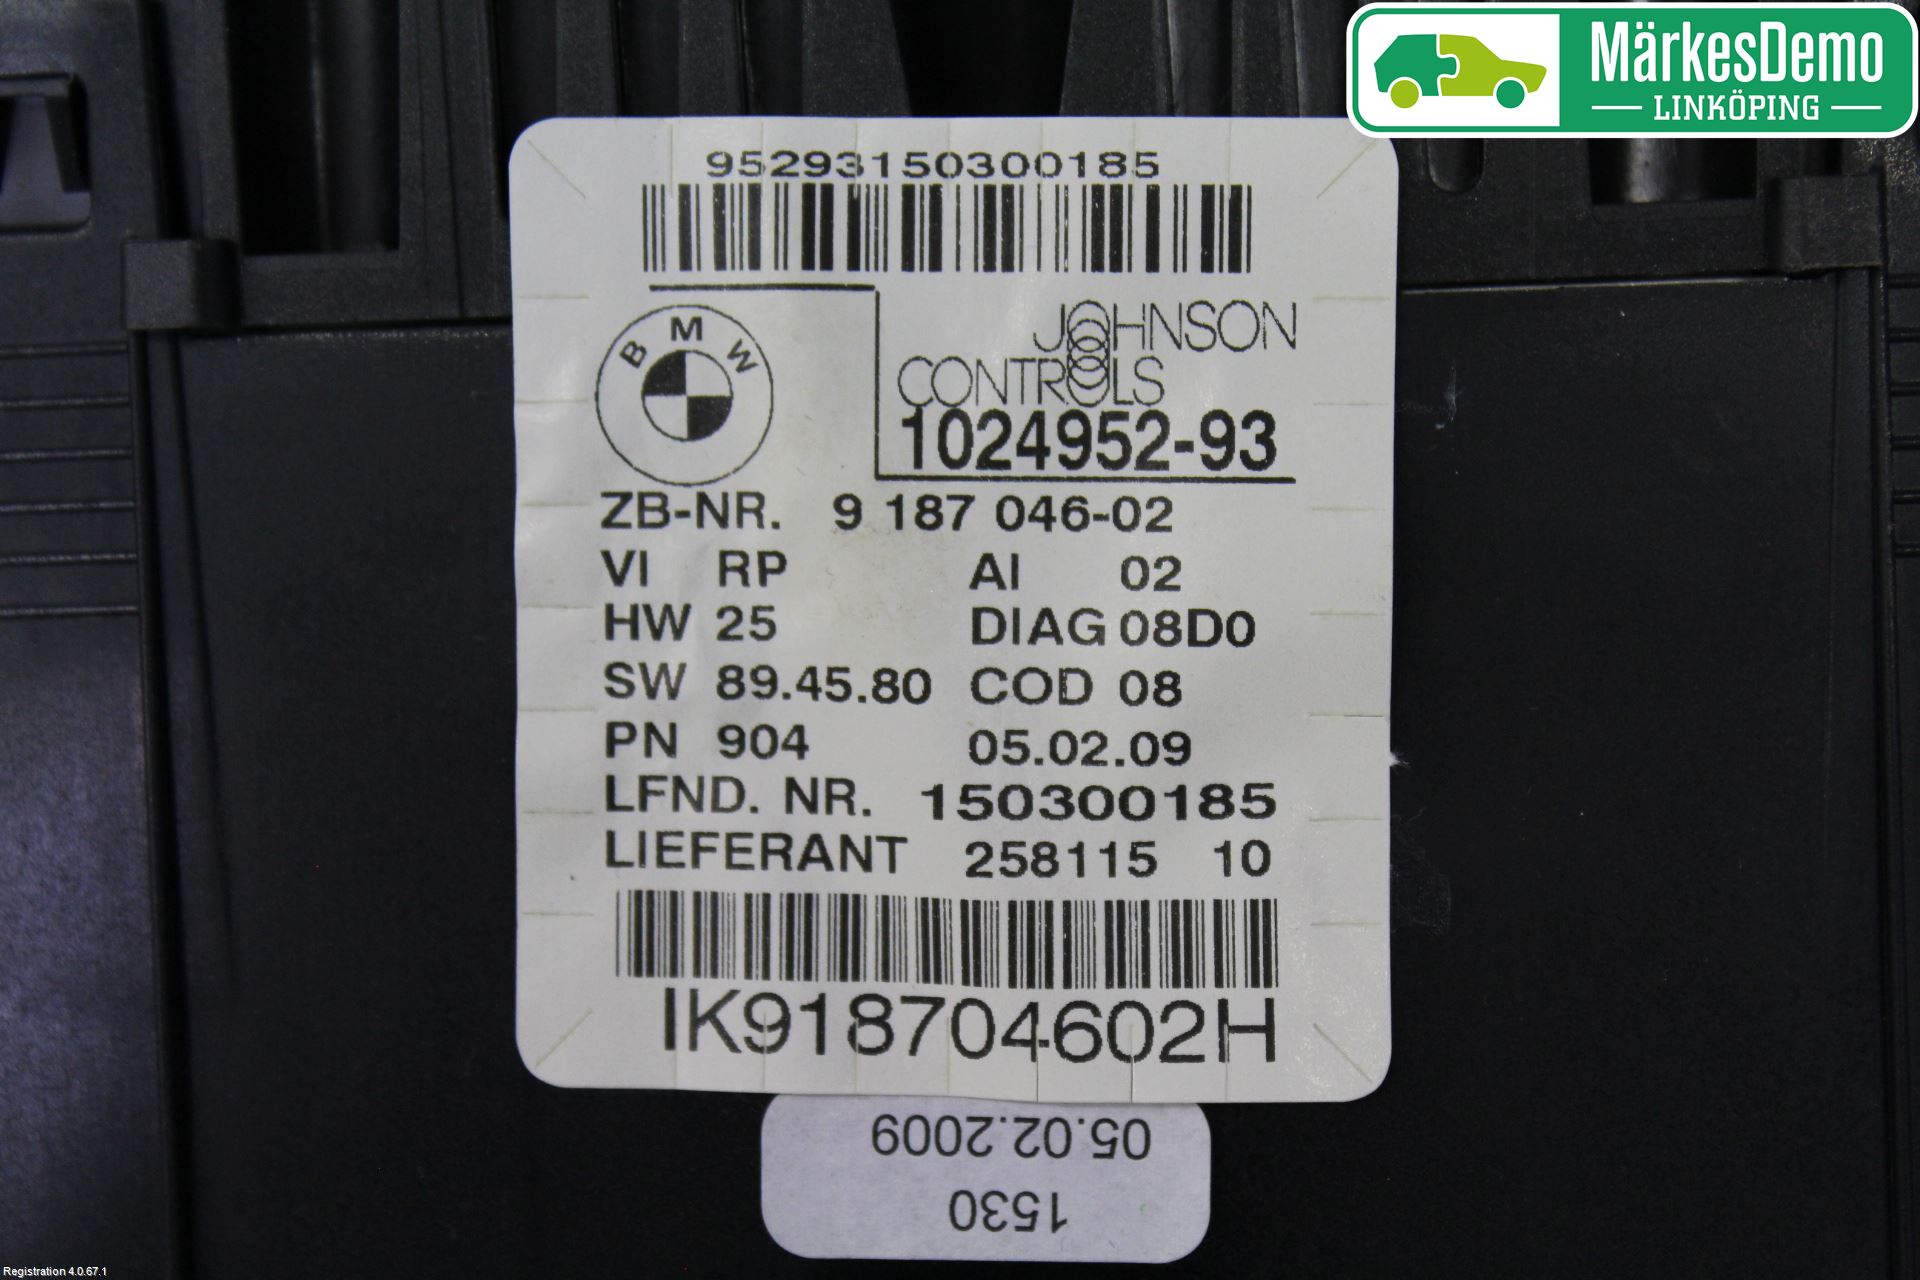 MärkesDemo
LINKÖPING
95293150300185
BMW
JOHNSON
CONTROLS
1024952-93
ZB-NR. 9 187 046-02
VI RP AI 02
HW 25 DIAG 08D0
SW 89.45.80 COD 08
PN 904 05.02.09
LFND. NR. 150300185
LIEFERANT 258115 10
IK918704602H
1530
05.02.2009
Registration 4.0.67.1